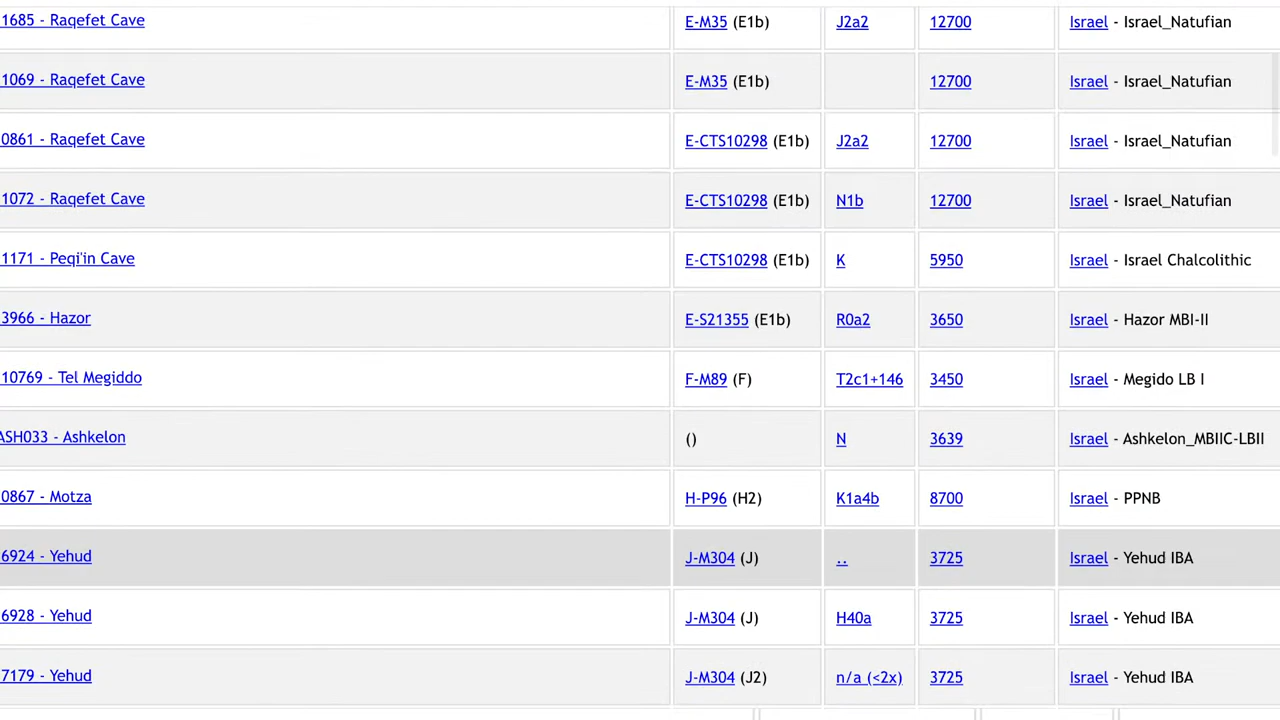 1685 - Raqefet Cave E-M35 (E1b) J2a2 12700 Israel - Israel_Natufian
1069 - Raqefet Cave E-M35 (E1b) 12700 Israel - Israel_Natufian
0861 - Raqefet Cave E-CTS10298 (E1b) J2a2 12700 Israel - Israel_Natufian
1072 - Raqefet Cave E-CTS10298 (E1b) N1b 12700 Israel - Israel_Natufian
1171 - Peqi'in Cave E-CTS10298 (E1b) K 5950 Israel - Israel Chalcolithic
3966 - Hazor E-S21355 (E1b) R0a2 3650 Israel - Hazor MBI-II
10769 - Tel Megiddo F-M89 (F) T2c1+146 3450 Israel - Megido LB I
ASH033 - Ashkelon () N 3639 Israel - Ashkelon_MBIIC-LBII
0867 - Motza H-P96 (H2) K1a4b 8700 Israel - PPNB
6924 - Yehud J-M304 (J) .. 3725 Israel - Yehud IBA
6928 - Yehud J-M304 (J) H40a 3725 Israel - Yehud IBA
7179 - Yehud J-M304 (J2) n/a (<2x) 3725 Israel - Yehud IBA